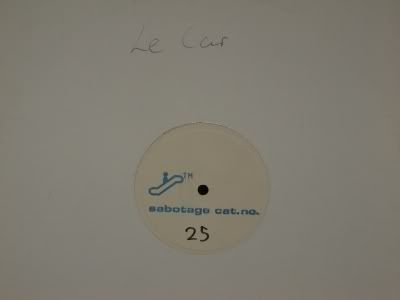 Le Car
TM
sabotage cat.no.
25